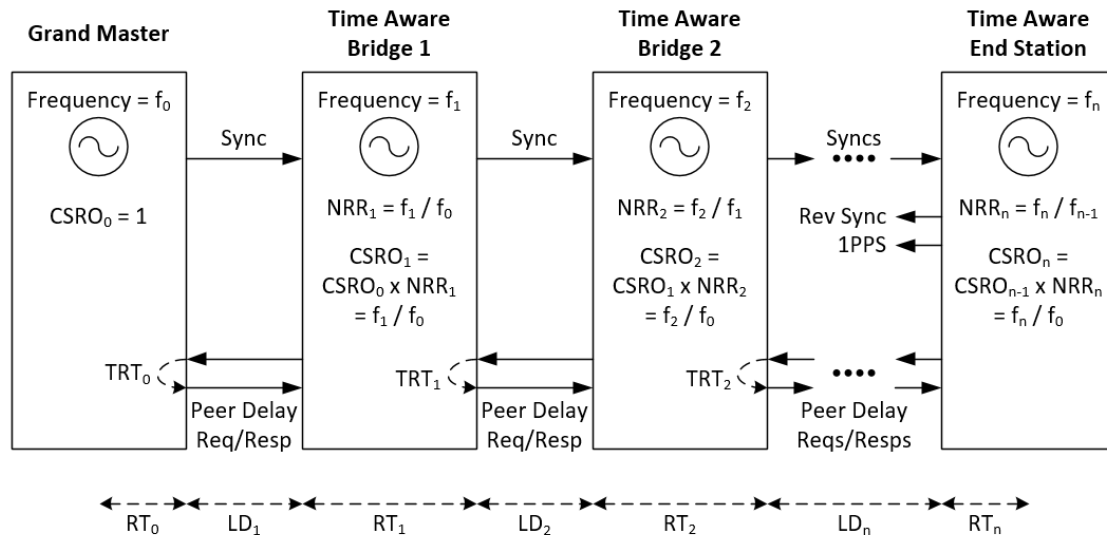 Grand Master
Time Aware
Bridge 1
Time Aware
Bridge 2
Time Aware
End Station
Frequency = f₀
CSRO₀ = 1
TRT₀
Sync
Peer Delay
Req/Resp
Frequency = f₁
NRR₁ = f₁ / f₀
CSRO₁ =
CSRO₀ x NRR₁
= f₁ / f₀
TRT₁
Sync
Peer Delay
Req/Resp
Frequency = f₂
NRR₂ = f₂ / f₁
CSRO₂ =
CSRO₁ x NRR₂
= f₂ / f₀
TRT₂
Syncs
Rev Sync
1PPS
Peer Delay
Reqs/Resps
Frequency = fₙ
NRRₙ = fₙ / fₙ₋₁
CSROₙ =
CSROₙ₋₁ x NRRₙ
= fₙ / f₀
RT₀
LD₁
RT₁
LD₂
RT₂
LDₙ
RTₙ